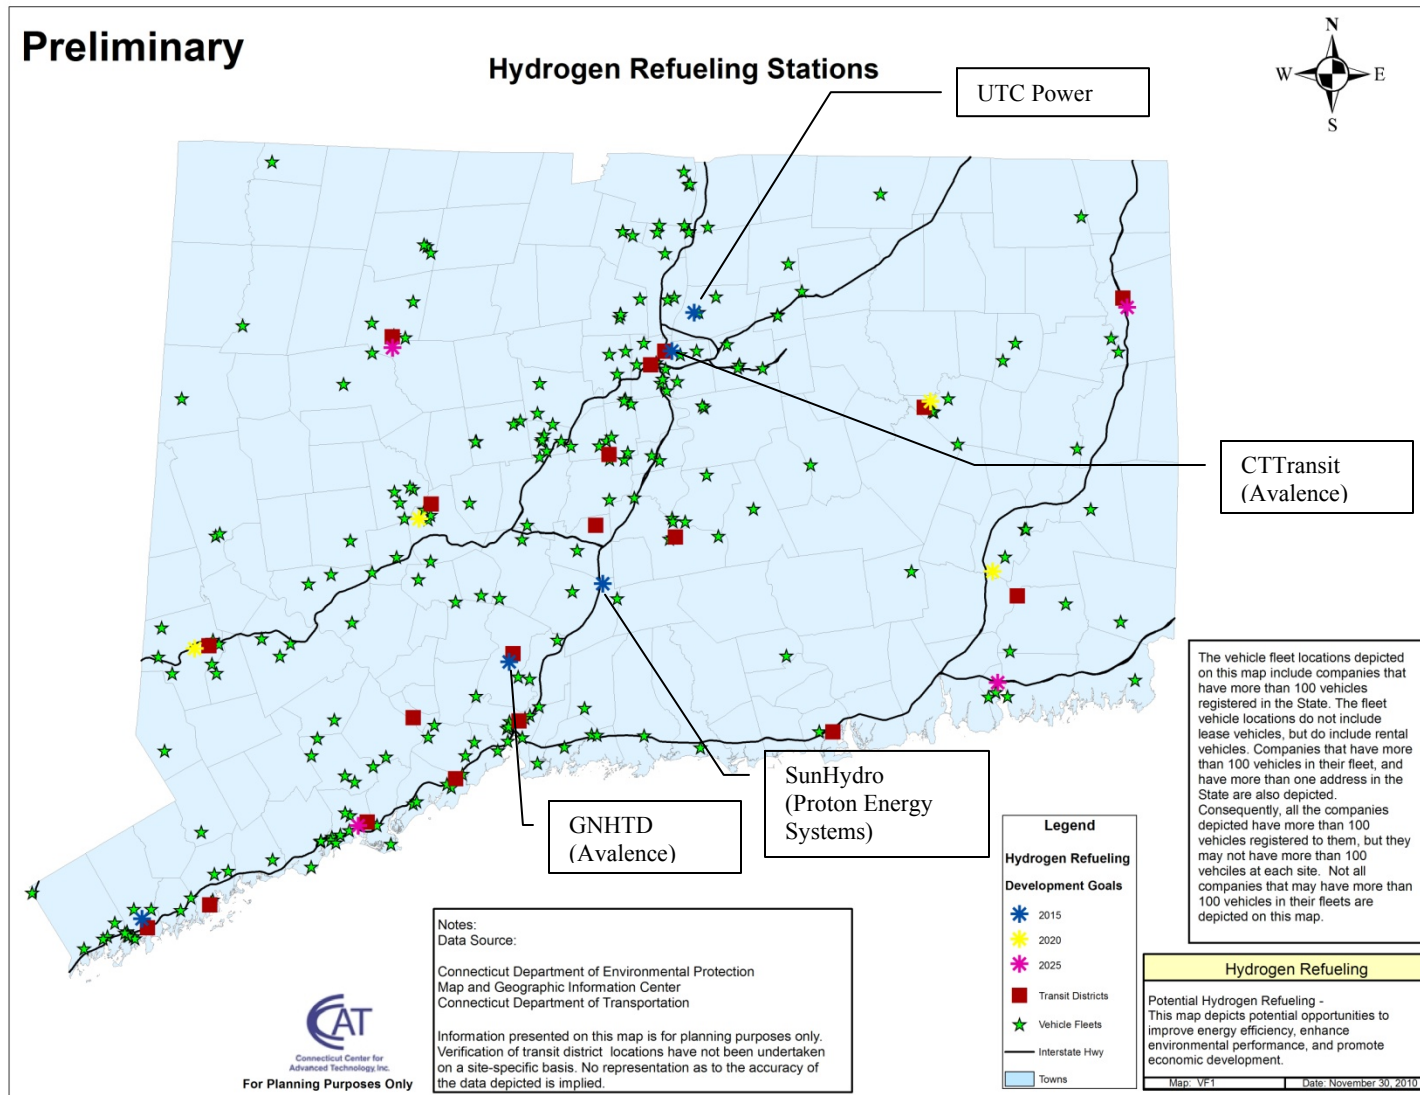 Preliminary
Hydrogen Refueling Stations
N
W
E
S
UTC Power
CTTransit
(Avalence)
SunHydro
(Proton Energy
Systems)
GNHTD
(Avalence)
The vehicle fleet locations depicted
on this map include companies that
have more than 100 vehicles
registered in the State. The fleet
vehicle locations do not include
lease vehicles, but do include rental
vehicles. Companies that have more
than 100 vehicles in their fleet, and
have more than one address in the
State are also depicted.
Consequently, all the companies
depicted have more than 100
vehicles registered to them, but they
may not have more than 100
vehciles at each site. Not all
companies that may have more than
100 vehicles in their fleets are
depicted on this map.
Legend
Hydrogen Refueling
Development Goals
2015
2020
2025
Transit Districts
Vehicle Fleets
Interstate Hwy
Towns
Notes:
Data Source:
Connecticut Department of Environmental Protection
Map and Geographic Information Center
Connecticut Department of Transportation
Information presented on this map is for planning purposes only.
Verification of transit district locations have not been undertaken
on a site-specific basis. No representation as to the accuracy of
the data depicted is implied.
CCAT
Connecticut Center for
Advanced Technology, Inc.
For Planning Purposes Only
Hydrogen Refueling
Potential Hydrogen Refueling -
This map depicts potential opportunities to
improve energy efficiency, enhance
environmental performance, and promote
economic development.
Map: VF1
Date: November 30, 2010